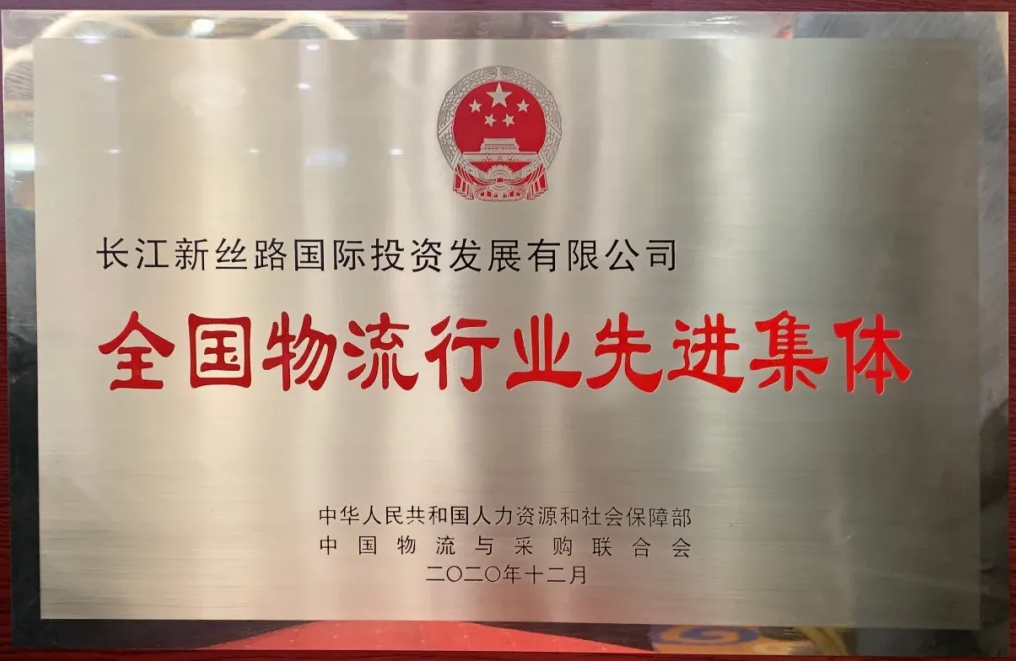 长江新丝路国际投资发展有限公司
全国物流行业先进集体
中华人民共和国人力资源和社会保障部
中国物流与采购联合会
二〇二〇年十二月